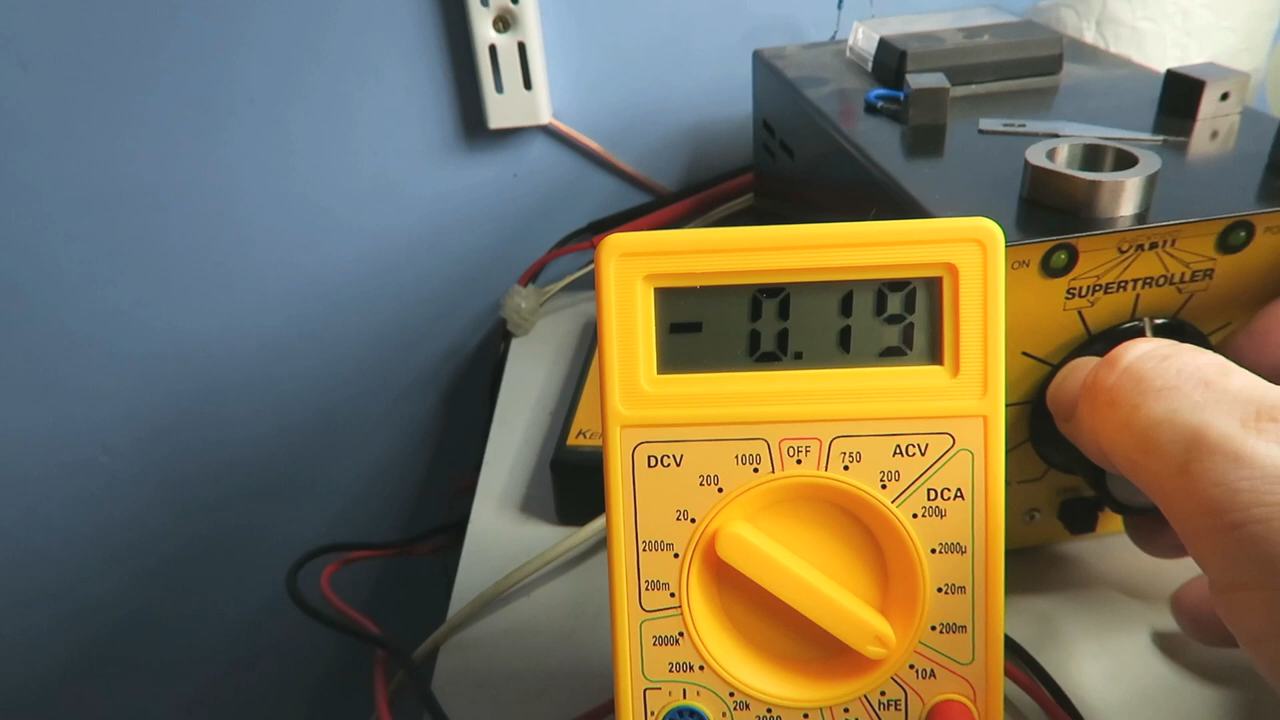 - 0.19
ON
ORBIT
SUPERTROLLER
DCV
1000
OFF
750
ACV
200
200
DCA
20
200µ
2000m
2000µ
200m
20m
2000k
200m
200k
10A
20k
hFE